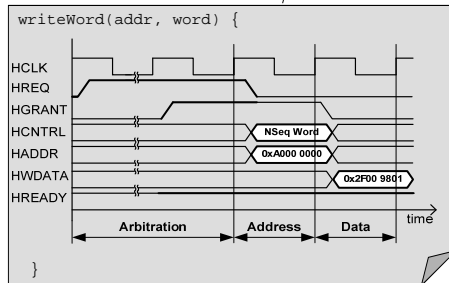 writeWord(addr, word) {
HCLK
HREQ
HGRANT
HCNTRL
NSeq Word
HADDR
0xA000 0000
HWDATA
0x2F00 9801
HREADY
time
Arbitration Address Data
}